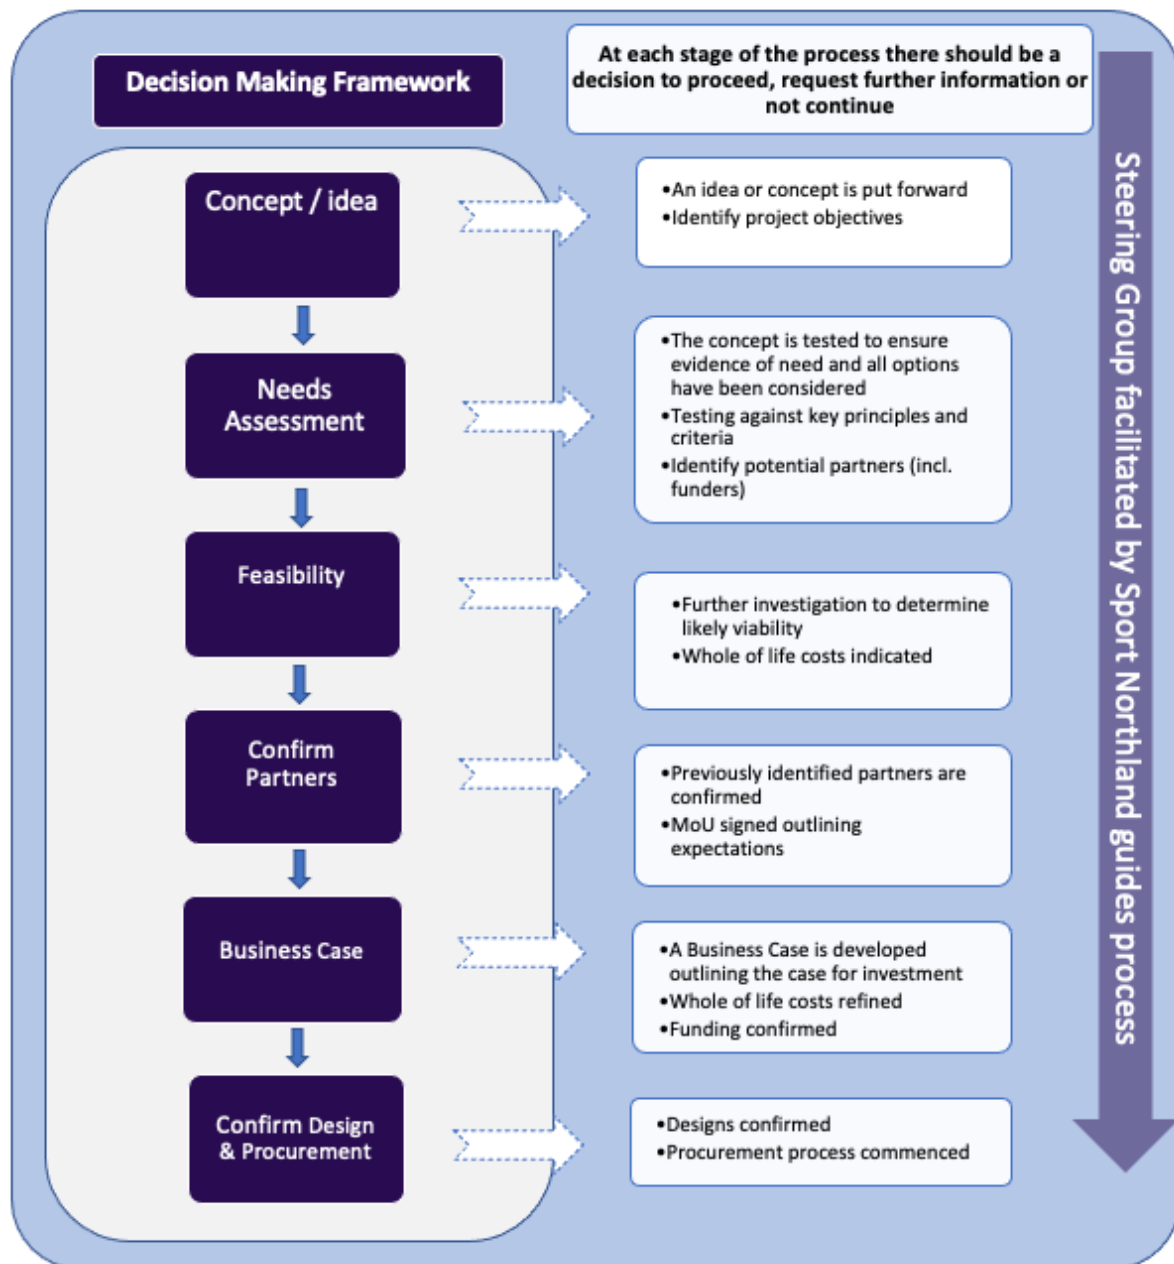 Decision Making Framework
At each stage of the process there should be a
decision to proceed, request further information or
not continue
Concept / idea
•An idea or concept is put forward
•Identify project objectives
Needs
Assessment
•The concept is tested to ensure
evidence of need and all options
have been considered
•Testing against key principles and
criteria
•Identify potential partners (incl.
funders)
Feasibility
•Further investigation to determine
likely viability
•Whole of life costs indicated
Confirm
Partners
•Previously identified partners are
confirmed
•MoU signed outlining
expectations
Business Case
•A Business Case is developed
outlining the case for investment
•Whole of life costs refined
•Funding confirmed
Confirm Design
& Procurement
•Designs confirmed
•Procurement process commenced
Steering Group facilitated by Sport Northland guides process